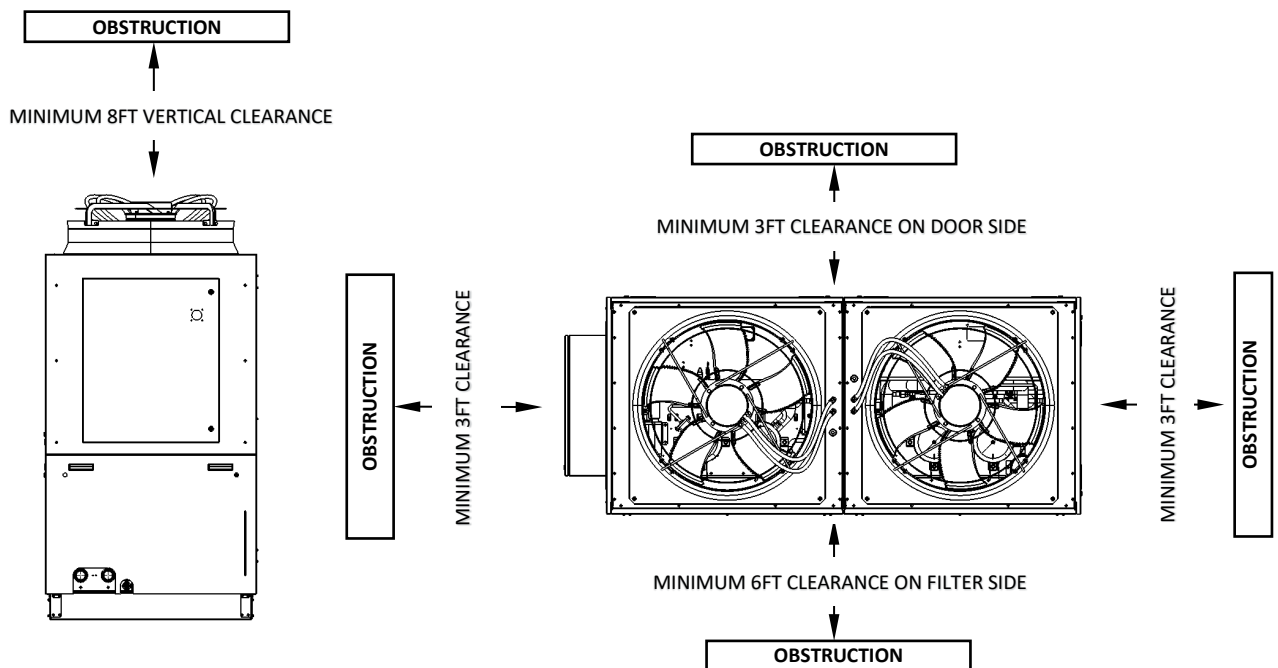 OBSTRUCTION
MINIMUM 8FT VERTICAL CLEARANCE
OBSTRUCTION
MINIMUM 3FT CLEARANCE
OBSTRUCTION
MINIMUM 3FT CLEARANCE ON DOOR SIDE
MINIMUM 6FT CLEARANCE ON FILTER SIDE
OBSTRUCTION
MINIMUM 3FT CLEARANCE
OBSTRUCTION